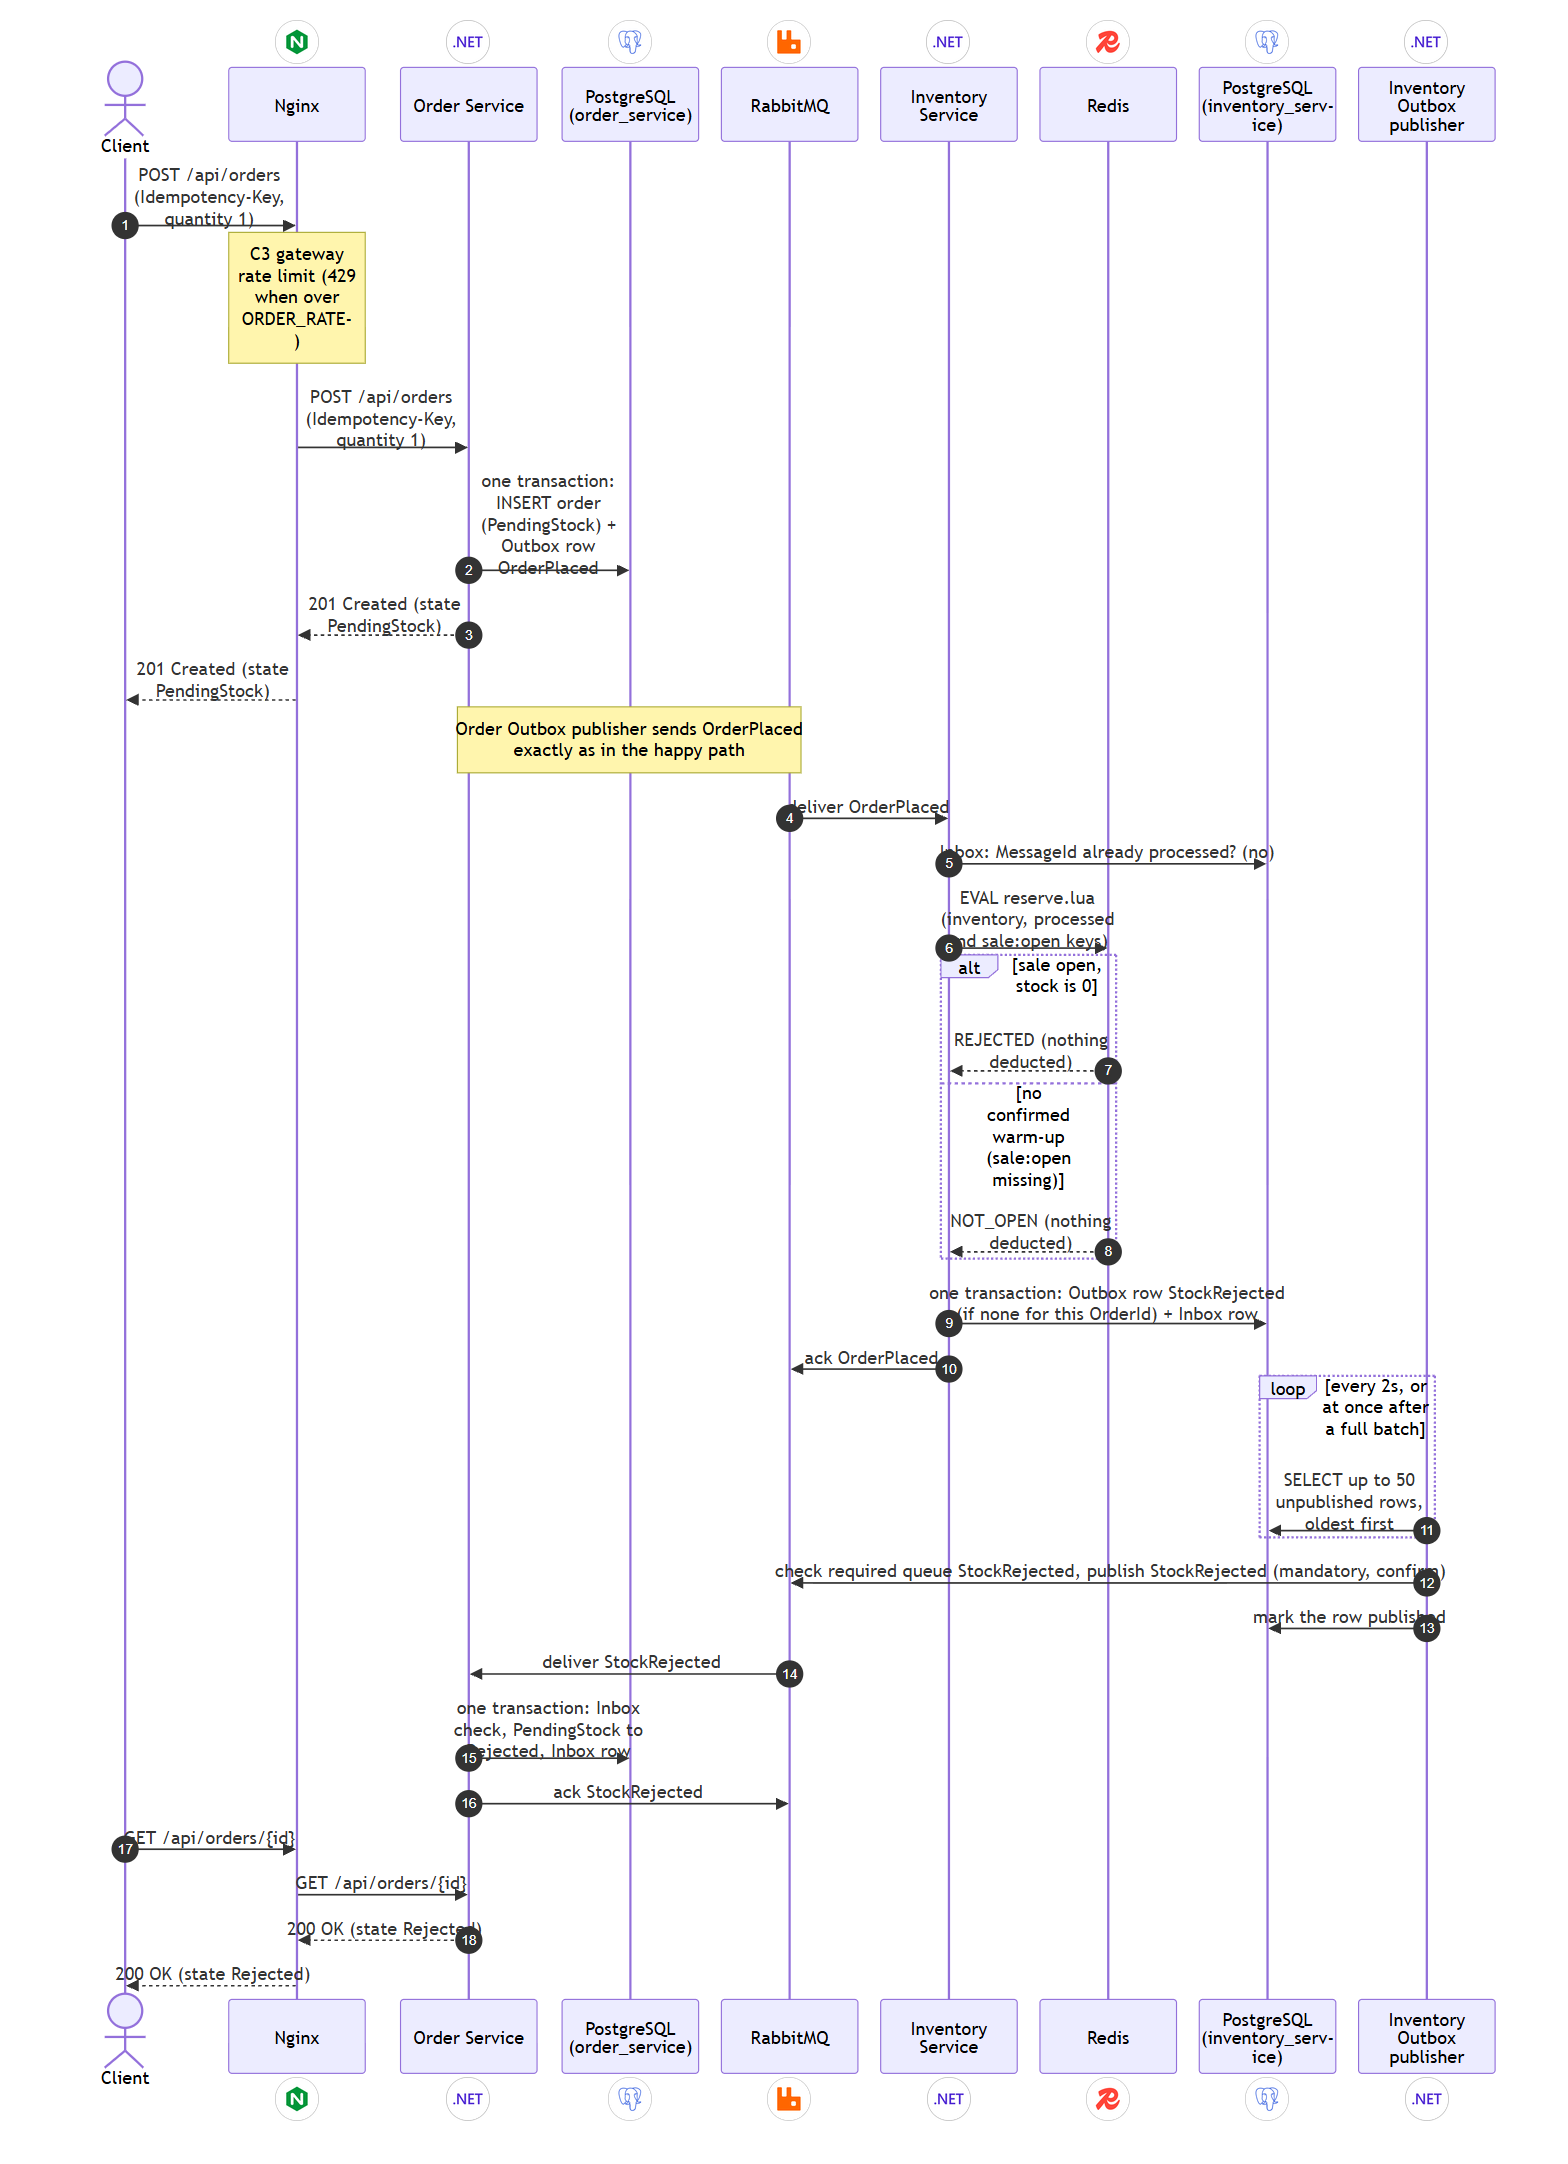 .NET
.NET
.NET
Client
Nginx
Order Service
PostgreSQL
(order_service)
RabbitMQ
Inventory
Service
Redis
PostgreSQL
(inventory_serv-
ice)
Inventory
Outbox
publisher
POST /api/orders
(Idempotency-Key,
quantity 1)
1
C3 gateway
rate limit (429
when over
ORDER_RATE-
)
POST /api/orders
(Idempotency-Key,
quantity 1)
one transaction:
INSERT order
(PendingStock) +
Outbox row
OrderPlaced
2
201 Created (state
PendingStock)
3
201 Created (state
PendingStock)
Order Outbox publisher sends OrderPlaced
exactly as in the happy path
deliver OrderPlaced
4
Inbox: MessageId already processed? (no)
5
EVAL reserve.lua
(inventory, processed
and sale:open keys)
6
alt
[sale open,
stock is 0]
REJECTED (nothing
deducted)
7
[no
confirmed
warm-up
(sale:open
missing)]
NOT_OPEN (nothing
deducted)
8
one transaction: Outbox row StockRejected
(if none for this OrderId) + Inbox row
9
ack OrderPlaced
10
loop
[every 2s, or
at once after
a full batch]
SELECT up to 50
unpublished rows,
oldest first
11
check required queue StockRejected, publish StockRejected (mandatory, confirm)
12
mark the row published
13
deliver StockRejected
14
one transaction: Inbox
check, PendingStock to
Rejected, Inbox row
15
ack StockRejected
16
GET /api/orders/{id}
17
GET /api/orders/{id}
200 OK (state Rejected)
18
200 OK (state Rejected)
Client
Nginx
Order Service
PostgreSQL
(order_service)
RabbitMQ
Inventory
Service
Redis
PostgreSQL
(inventory_serv-
ice)
Inventory
Outbox
publisher
.NET
.NET
.NET